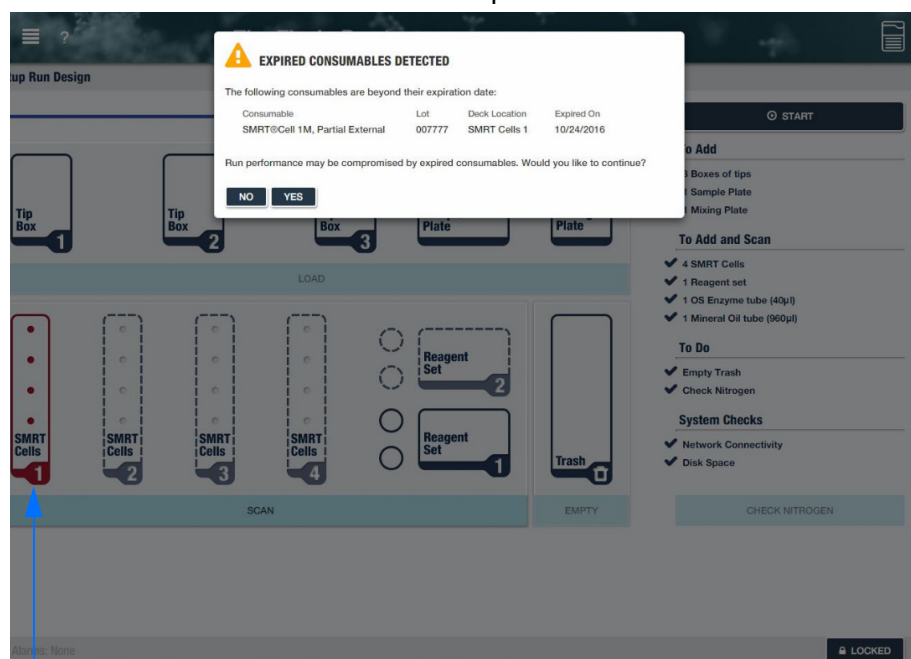 ?
EXPIRED CONSUMABLES DETECTED
The following consumables are beyond their expiration date:
Consumable Lot Deck Location Expired On
SMRT®Cell 1M, Partial External 007777 SMRT Cells 1 10/24/2016
Run performance may be compromised by expired consumables. Would you like to continue?
NO YES
up Run Design
START
To Add
Boxes of tips
Sample Plate
Mixing Plate
To Add and Scan
4 SMRT Cells
1 Reagent set
1 OS Enzyme tube (40µl)
1 Mineral Oil tube (960µl)
To Do
Empty Trash
Check Nitrogen
System Checks
Network Connectivity
Disk Space
CHECK NITROGEN
Tip
Box
1
Tip
Box
2
Box
3
Plate
Plate
LOAD
SMRT
Cells
1
SMRT
Cells
2
SMRT
Cells
3
SMRT
Cells
4
Reagent
Set
2
Reagent
Set
1
Trash
SCAN
EMPTY
Alarms: None
LOCKED